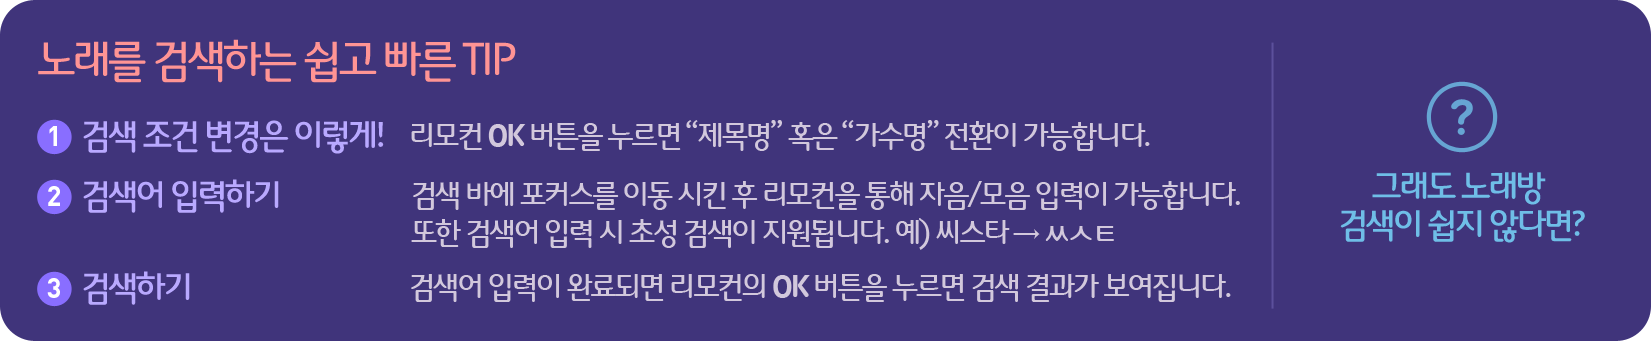 노래를 검색하는 쉽고 빠른 TIP
1 검색 조건 변경은 이렇게! 리모컨 OK 버튼을 누르면 “제목명” 혹은 “가수명” 전환이 가능합니다.
2 검색어 입력하기 검색 바에 포커스를 이동 시킨 후 리모컨을 통해 자음/모음 입력이 가능합니다.
또한 검색어 입력 시 초성 검색이 지원됩니다. 예) 씨스타 → ㅆㅅㅌ
3 검색하기 검색어 입력이 완료되면 리모컨의 OK 버튼을 누르면 검색 결과가 보여집니다.
?
그래도 노래방
검색이 쉽지 않다면?